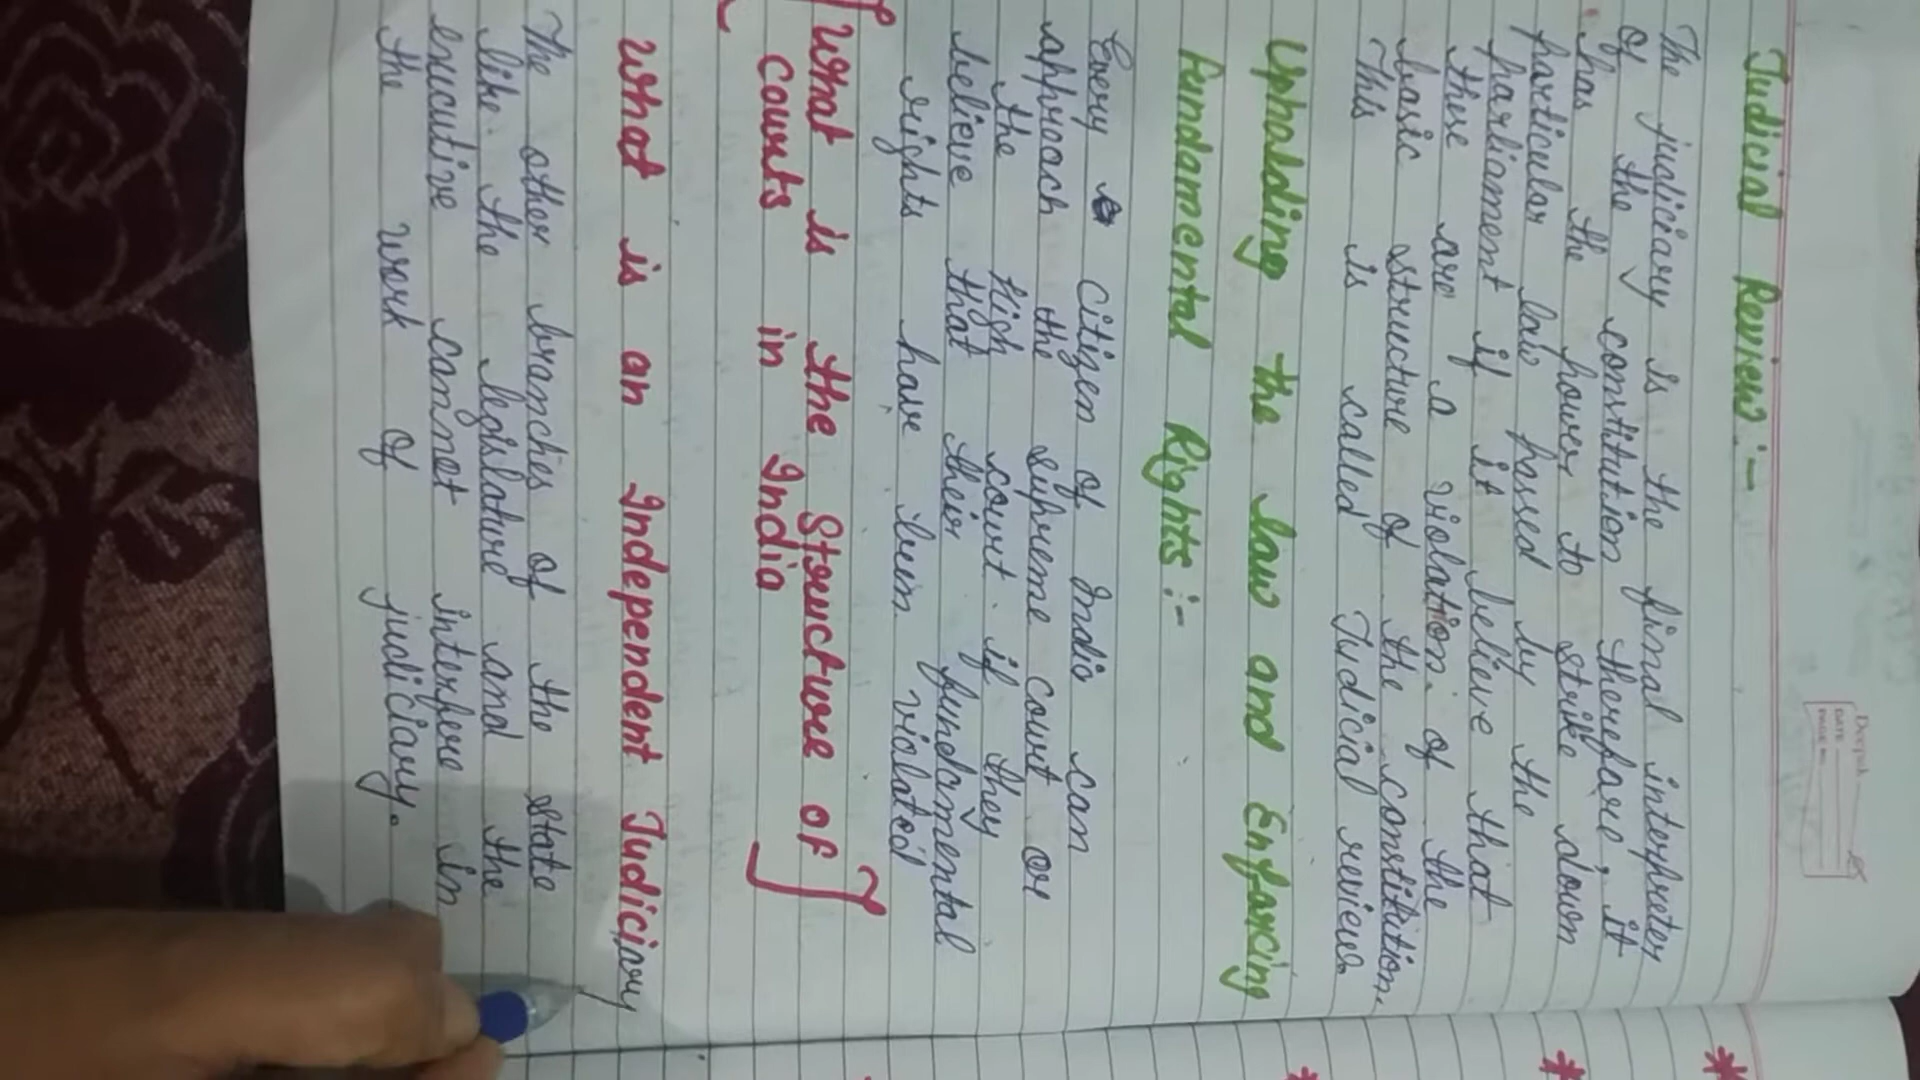 Deepak
DATE
PAGE NO.
Judicial Review :-
The judiciary is the final interpreter
of the constitution therefore, it
has the power to strike down
particular law passed by the
parliament if it believe that
there are a violation of the
basic structure of the constitution.
This is called Judicial review
Upholding the law and Enforcing
Fundamental Rights :-
Every citizen of India can
approach the supreme court or
the high court if they
believe that their fundamental
rights have been violated
What is the Structure of
Courts in India
What is an Independent Judiciary
The other branches of the state
like the legislature and the
executive cannot interfere in
the work of judiciary.